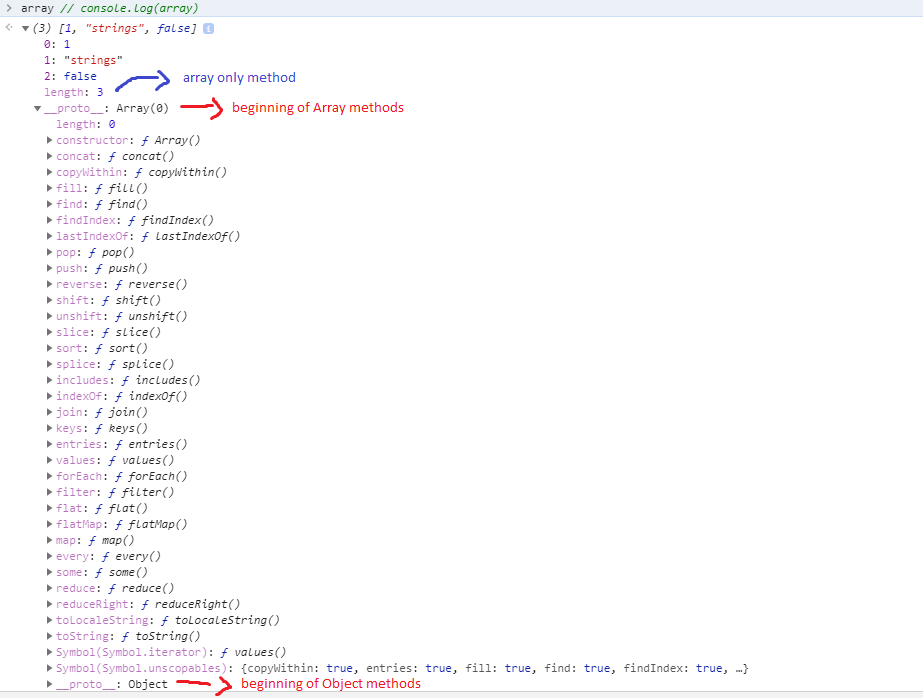 > array // console.log(array)
(3) [1, "strings", false] i
0: 1
1: "strings"
2: false array only method
length: 3
__proto__: Array(0) beginning of Array methods
length: 0
constructor: ƒ Array()
concat: ƒ concat()
copyWithin: ƒ copyWithin()
fill: ƒ fill()
find: ƒ find()
findIndex: ƒ findIndex()
lastIndexOf: ƒ lastIndexOf()
pop: ƒ pop()
push: ƒ push()
reverse: ƒ reverse()
shift: ƒ shift()
unshift: ƒ unshift()
slice: ƒ slice()
sort: ƒ sort()
splice: ƒ splice()
includes: ƒ includes()
indexOf: ƒ indexOf()
join: ƒ join()
keys: ƒ keys()
entries: ƒ entries()
values: ƒ values()
forEach: ƒ forEach()
filter: ƒ filter()
flat: ƒ flat()
flatMap: ƒ flatMap()
map: ƒ map()
every: ƒ every()
some: ƒ some()
reduce: ƒ reduce()
reduceRight: ƒ reduceRight()
toLocaleString: ƒ toLocaleString()
toString: ƒ toString()
Symbol(Symbol.iterator): ƒ values()
Symbol(Symbol.unscopables): {copyWithin: true, entries: true, fill: true, find: true, findIndex: true, …}
__proto__: Object beginning of Object methods